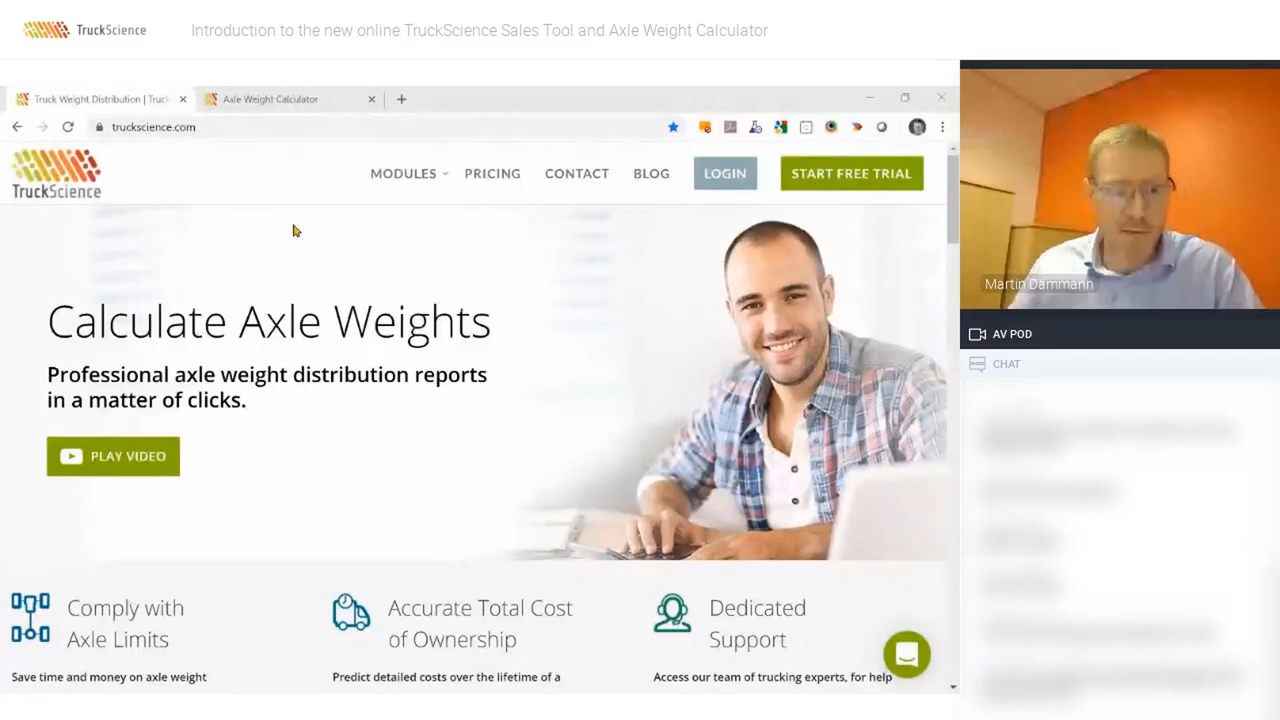 TruckScience
Introduction to the new online TruckScience Sales Tool and Axle Weight Calculator
Truck Weight Distribution | Truc
Axle Weight Calculator
truckscience.com
TruckScience
MODULES
PRICING
CONTACT
BLOG
LOGIN
START FREE TRIAL
Calculate Axle Weights
Professional axle weight distribution reports
in a matter of clicks.
PLAY VIDEO
Comply with
Axle Limits
Save time and money on axle weight
Accurate Total Cost
of Ownership
Predict detailed costs over the lifetime of a
Dedicated
Support
Access our team of trucking experts, for help
Martin Dammann
AV POD
CHAT